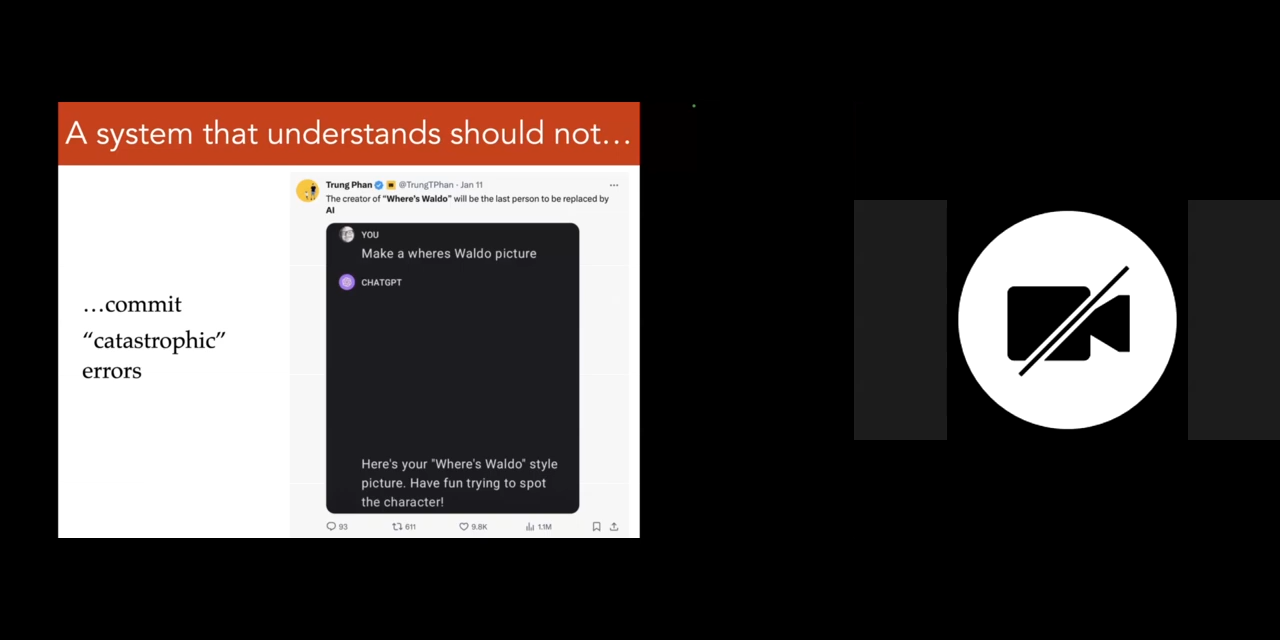 A system that understands should not…
Trung Phan @TrungTPhan · Jan 11
The creator of "Where's Waldo" will be the last person to be replaced by
AI
YOU
Make a wheres Waldo picture
CHATGPT
…commit
“catastrophic”
errors
Here's your "Where's Waldo" style
picture. Have fun trying to spot
the character!
93 611 9.8K 1.1M